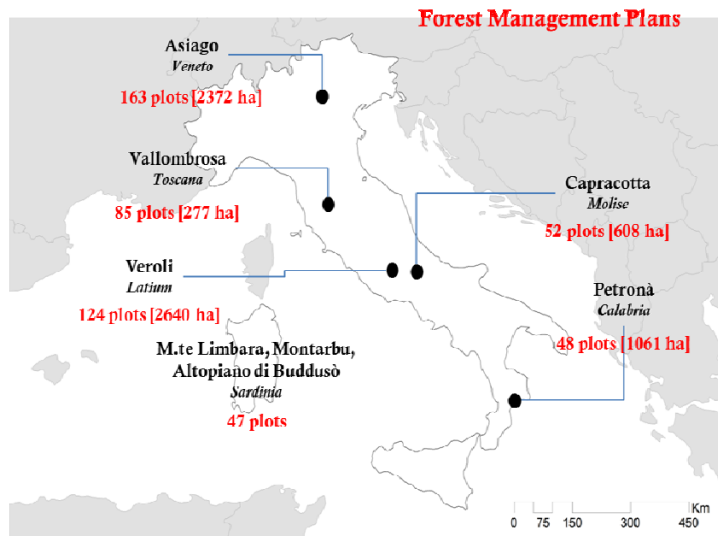 Forest Management Plans
Asiago
Veneto
163 plots [2372 ha]
Vallombrosa
Toscana
85 plots [277 ha]
Capracotta
Molise
52 plots [608 ha]
Veroli
Latium
124 plots [2640 ha]
Petronà
Calabria
48 plots [1061 ha]
M.te Limbara, Montarbu,
Altopiano di Buddusò
Sardinia
47 plots
Km
0 75 150 300 450